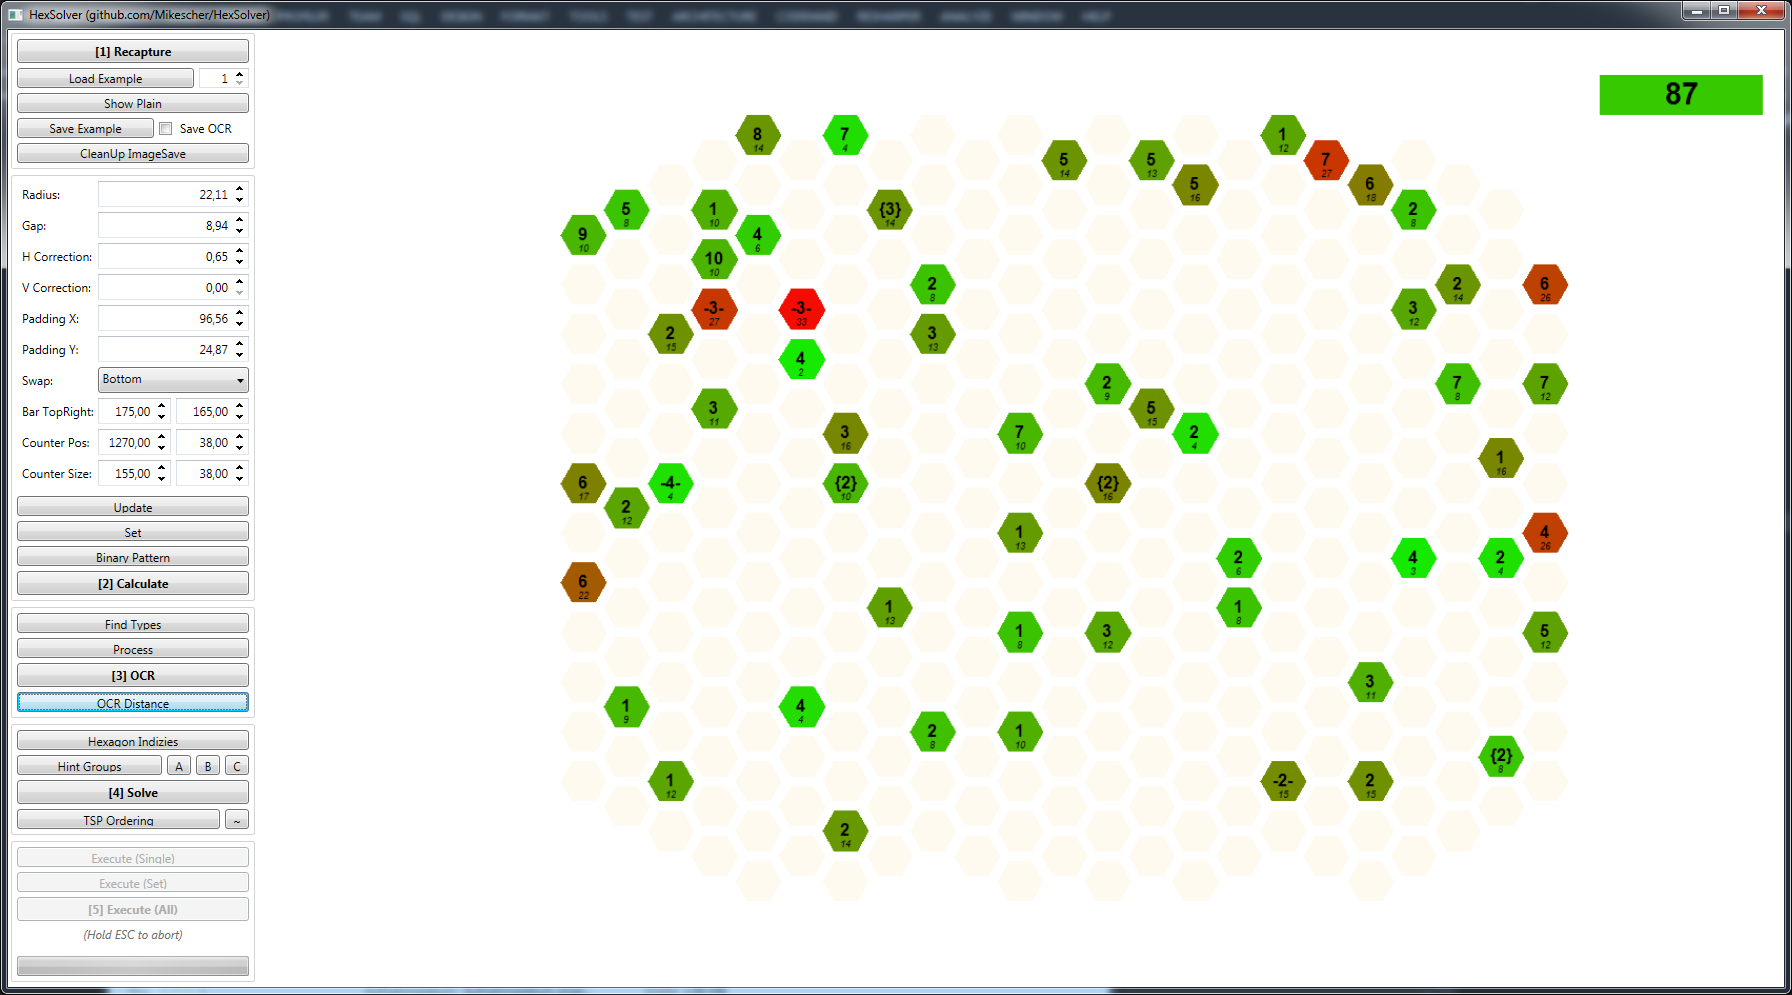 HexSolver (github.com/Mikescher/HexSolver)
[1] Recapture
Load Example 1
Show Plain
Save Example Save OCR
CleanUp ImageSave
Radius: 22,11
Gap: 8,94
H Correction: 0,65
V Correction: 0,00
Padding X: 96,56
Padding Y: 24,87
Swap: Bottom
Bar TopRight: 175,00 165,00
Counter Pos: 1270,00 38,00
Counter Size: 155,00 38,00
Update
Set
Binary Pattern
[2] Calculate
Find Types
Process
[3] OCR
OCR Distance
Hexagon Indizies
Hint Groups A B C
[4] Solve
TSP Ordering ~
Execute (Single)
Execute (Set)
[5] Execute (All)
(Hold ESC to abort)
87
8 7 1
14 4 12
5 5 7
14 13 27
5 6
16 18
5 1 {3} 2
8 10 14 8
9 4
10 6
10
10
2 2 6
8 14 26
-3- -3- 3
27 33 12
2 3
15 13
4
2
2 7 7
9 8 12
3 5
11 15
3 7 2
16 10 4
1
16
6 -4- {2} {2}
17 4 10 16
2
12
1 4
13 26
2 4 2
6 3 4
6
22
1 1
13 8
1 3 5
8 12 12
3
11
1 4
9 4
2 1
8 10
{2}
8
1 -2- 2
12 15 15
2
14